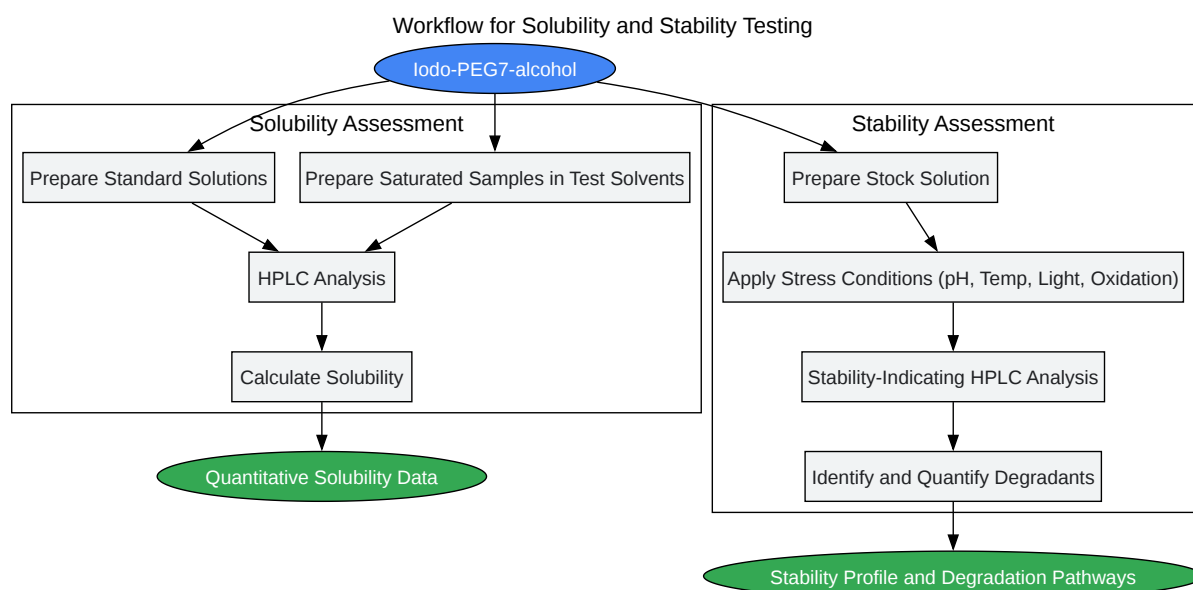 Workflow for Solubility and Stability Testing
Iodo-PEG7-alcohol
Solubility Assessment
Prepare Standard Solutions
Prepare Saturated Samples in Test Solvents
HPLC Analysis
Calculate Solubility
Quantitative Solubility Data
Stability Assessment
Prepare Stock Solution
Apply Stress Conditions (pH, Temp, Light, Oxidation)
Stability-Indicating HPLC Analysis
Identify and Quantify Degradants
Stability Profile and Degradation Pathways